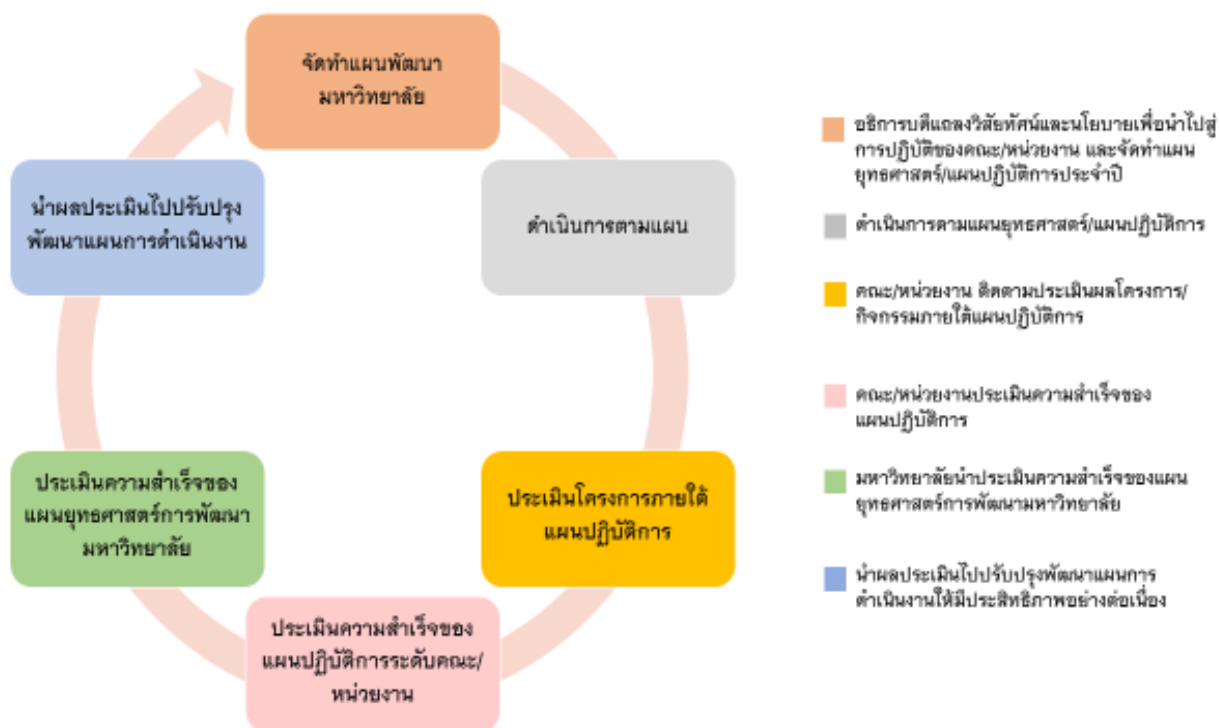 จัดทำแผนพัฒนา
มหาวิทยาลัย
ดำเนินการตามแผน
ประเมินโครงการภายใต้
แผนปฏิบัติการ
ประเมินความสำเร็จของ
แผนปฏิบัติการระดับคณะ/
หน่วยงาน
ประเมินความสำเร็จของ
แผนยุทธศาสตร์การพัฒนา
มหาวิทยาลัย
นำผลประเมินไปปรับปรุง
พัฒนาแผนการดำเนินงาน
อธิการบดีแถลงวิสัยทัศน์และนโยบายเพื่อนำไปสู่
การปฏิบัติของคณะ/หน่วยงาน และจัดทำแผน
ยุทธศาสตร์/แผนปฏิบัติการประจำปี
ดำเนินการตามแผนยุทธศาสตร์/แผนปฏิบัติการ
คณะ/หน่วยงาน ติดตามประเมินผลโครงการ/
กิจกรรมภายใต้แผนปฏิบัติการ
คณะ/หน่วยงานประเมินความสำเร็จของ
แผนปฏิบัติการ
มหาวิทยาลัยนำประเมินความสำเร็จของแผน
ยุทธศาสตร์การพัฒนามหาวิทยาลัย
นำผลประเมินไปปรับปรุงพัฒนาแผนการ
ดำเนินงานให้มีประสิทธิภาพอย่างต่อเนื่อง